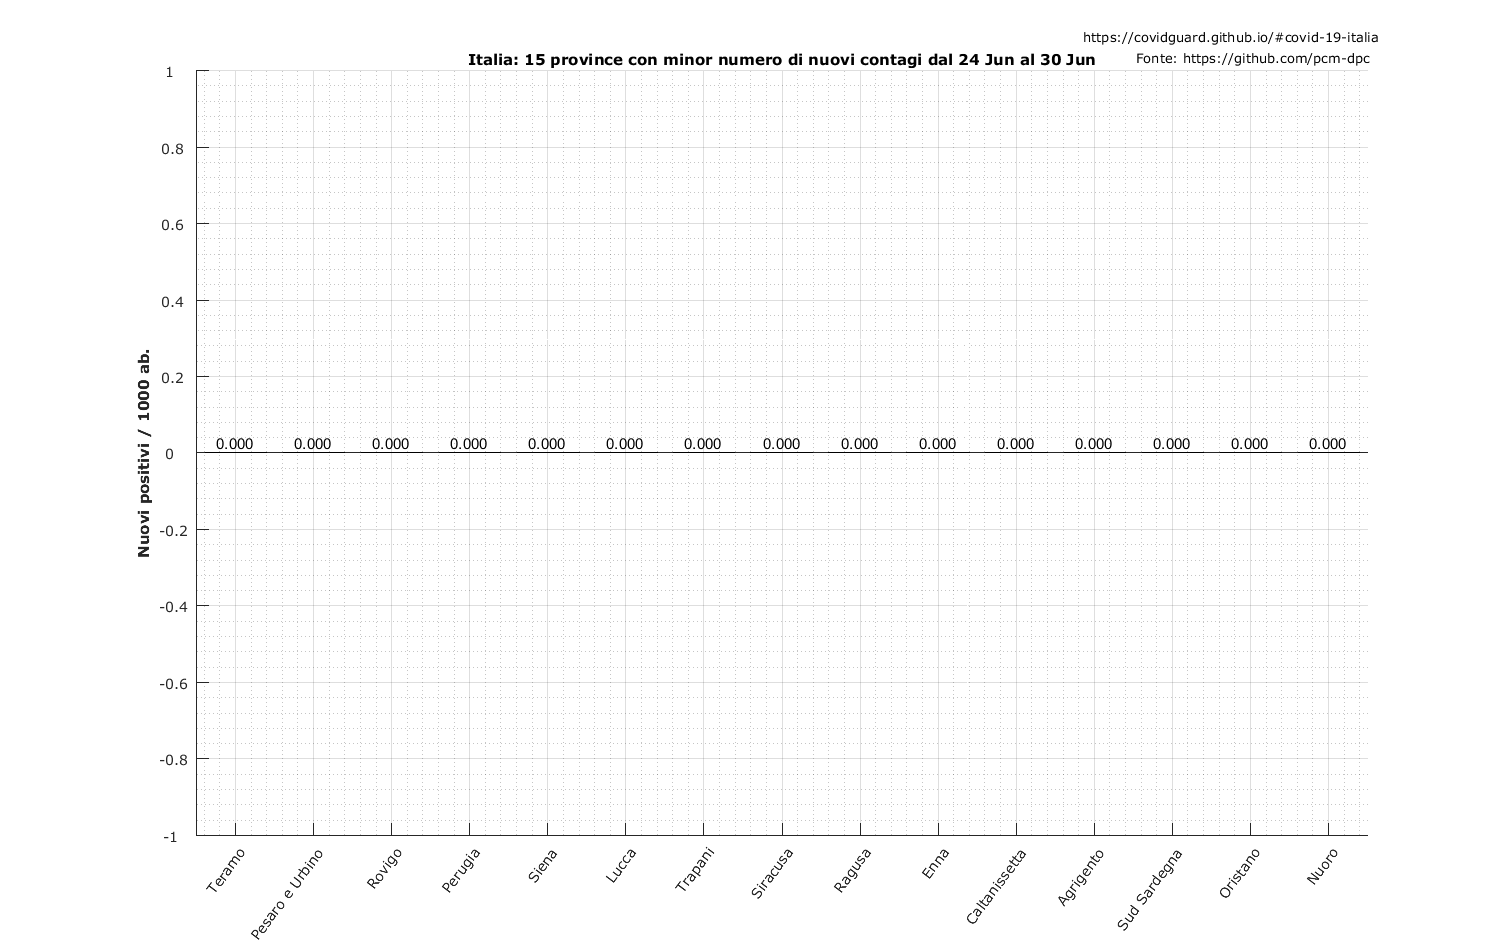 https://covidguard.github.io/#covid-19-italia
Italia: 15 province con minor numero di nuovi contagi dal 24 Jun al 30 Jun
Fonte: https://github.com/pcm-dpc
Nuovi positivi / 1000 ab.
1
0.8
0.6
0.4
0.2
0
-0.2
-0.4
-0.6
-0.8
-1
0.000 0.000 0.000 0.000 0.000 0.000 0.000 0.000 0.000 0.000 0.000 0.000 0.000 0.000 0.000
Teramo
Pesaro e Urbino
Rovigo
Perugia
Siena
Lucca
Trapani
Siracusa
Ragusa
Enna
Caltanissetta
Agrigento
Sud Sardegna
Oristano
Nuoro